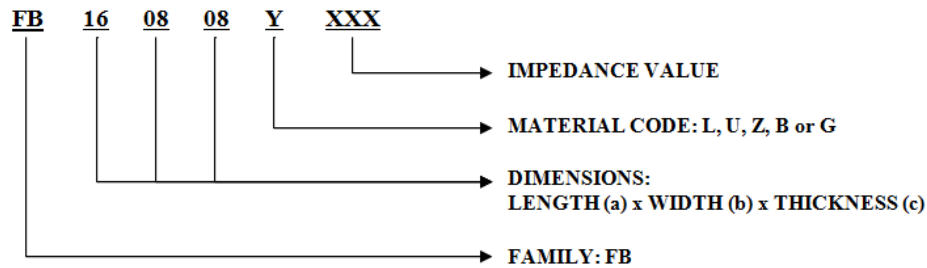 FB 16 08 08 Y XXX
IMPEDANCE VALUE
MATERIAL CODE: L, U, Z, B or G
DIMENSIONS:
LENGTH (a) x WIDTH (b) x THICKNESS (c)
FAMILY: FB